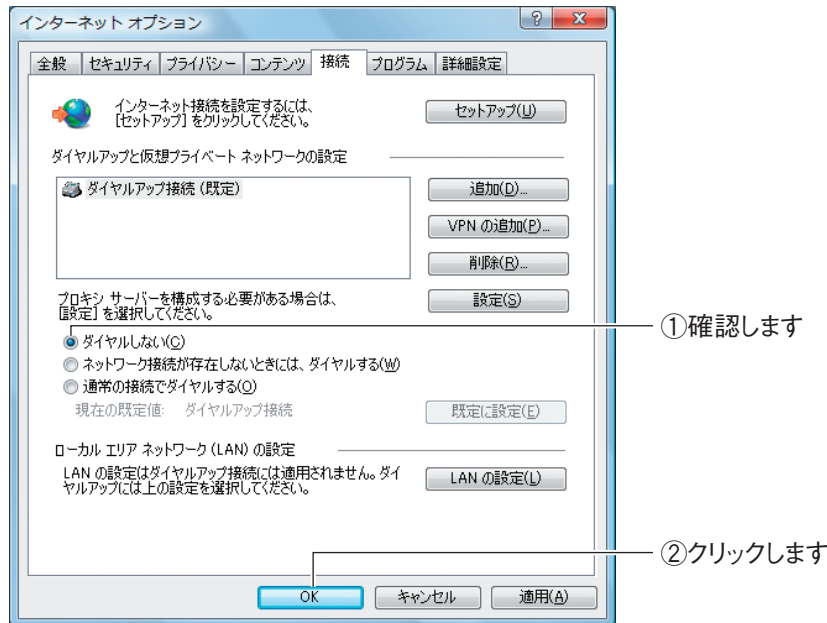 インターネット オプション
全般 セキュリティ プライバシー コンテンツ 接続 プログラム 詳細設定
インターネット接続を設定するには、
[セットアップ] をクリックしてください。
セットアップ(U)
ダイヤルアップと仮想プライベート ネットワークの設定
ダイヤルアップ接続 (既定)
追加(D)...
VPN の追加(P)...
削除(R)...
プロキシ サーバーを構成する必要がある場合は、
[設定] を選択してください。
設定(S)
①確認します
ダイヤルしない(C)
ネットワーク接続が存在しないときには、ダイヤルする(W)
通常の接続でダイヤルする(O)
現在の既定値: ダイヤルアップ接続
既定に設定(E)
ローカル エリア ネットワーク (LAN) の設定
LAN の設定はダイヤルアップ接続には適用されません。ダイ
ヤルアップには上の設定を選択してください。
LAN の設定(L)
②クリックします
OK キャンセル 適用(A)